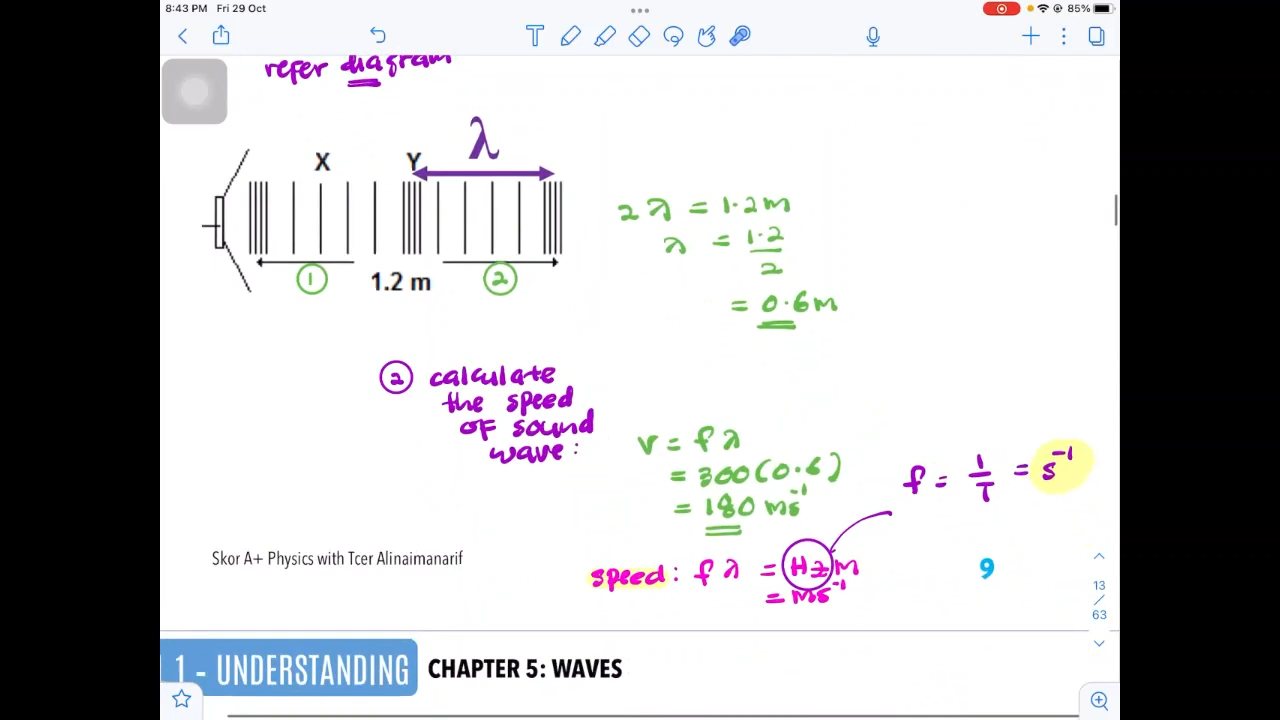 8:43 PM Fri 29 Oct
85%
refer diagram
λ
X
Y
① 1.2 m ②
2λ = 1.2m
λ = 1.2
2
= 0.6m
② calculate
the speed
of sound
wave:
v = fλ
= 300(0.6)
= 180 ms⁻¹
f = 1/T = s⁻¹
speed: fλ = Hz m
= ms⁻¹
Skor A+ Physics with Tcer Alinaimanarif
9
13
/
63
1 - UNDERSTANDING CHAPTER 5: WAVES